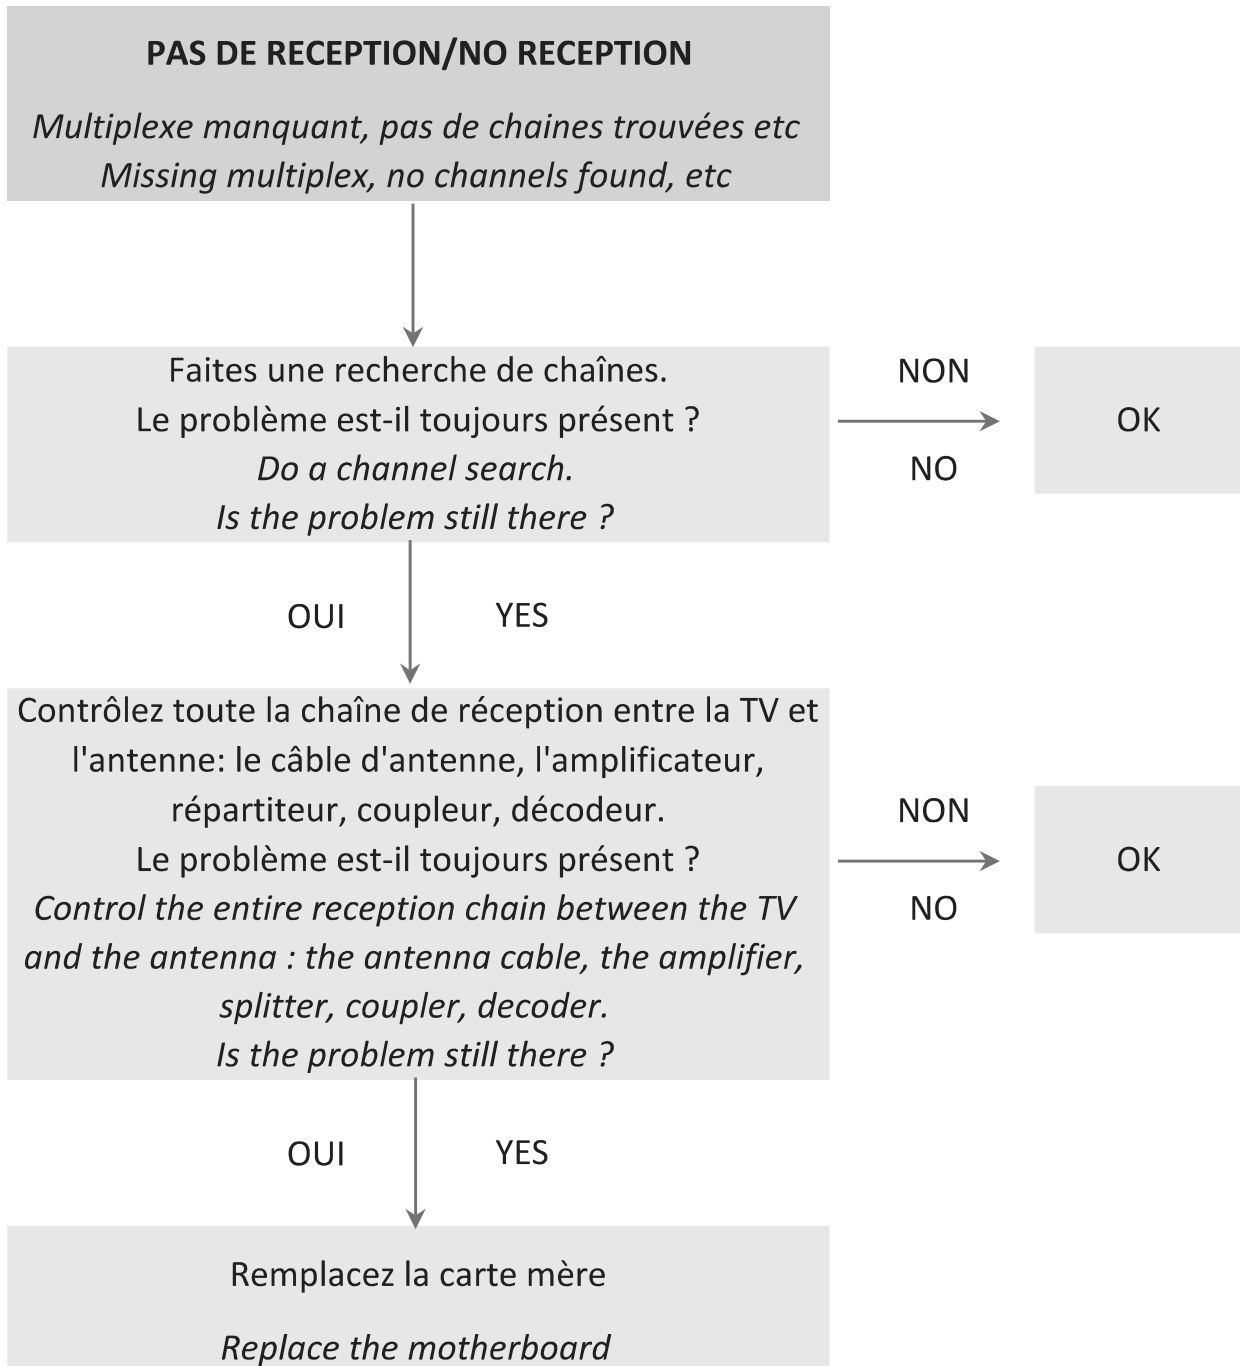 PAS DE RECEPTION/NO RECEPTION
Multiplexe manquant, pas de chaines trouvées etc
Missing multiplex, no channels found, etc
Faites une recherche de chaînes.
Le problème est-il toujours présent ?
Do a channel search.
Is the problem still there ?
NON
NO
OK
OUI YES
Contrôlez toute la chaîne de réception entre la TV et
l'antenne: le câble d'antenne, l'amplificateur,
répartiteur, coupleur, décodeur.
Le problème est-il toujours présent ?
Control the entire reception chain between the TV
and the antenna : the antenna cable, the amplifier,
splitter, coupler, decoder.
Is the problem still there ?
NON
NO
OK
OUI YES
Remplacez la carte mère
Replace the motherboard